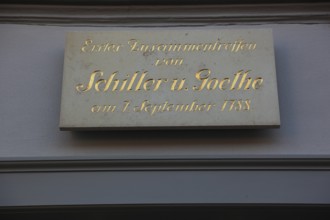 Erstes Zusammentreffen
von
Schiller u. Goethe
am 7. September 1788